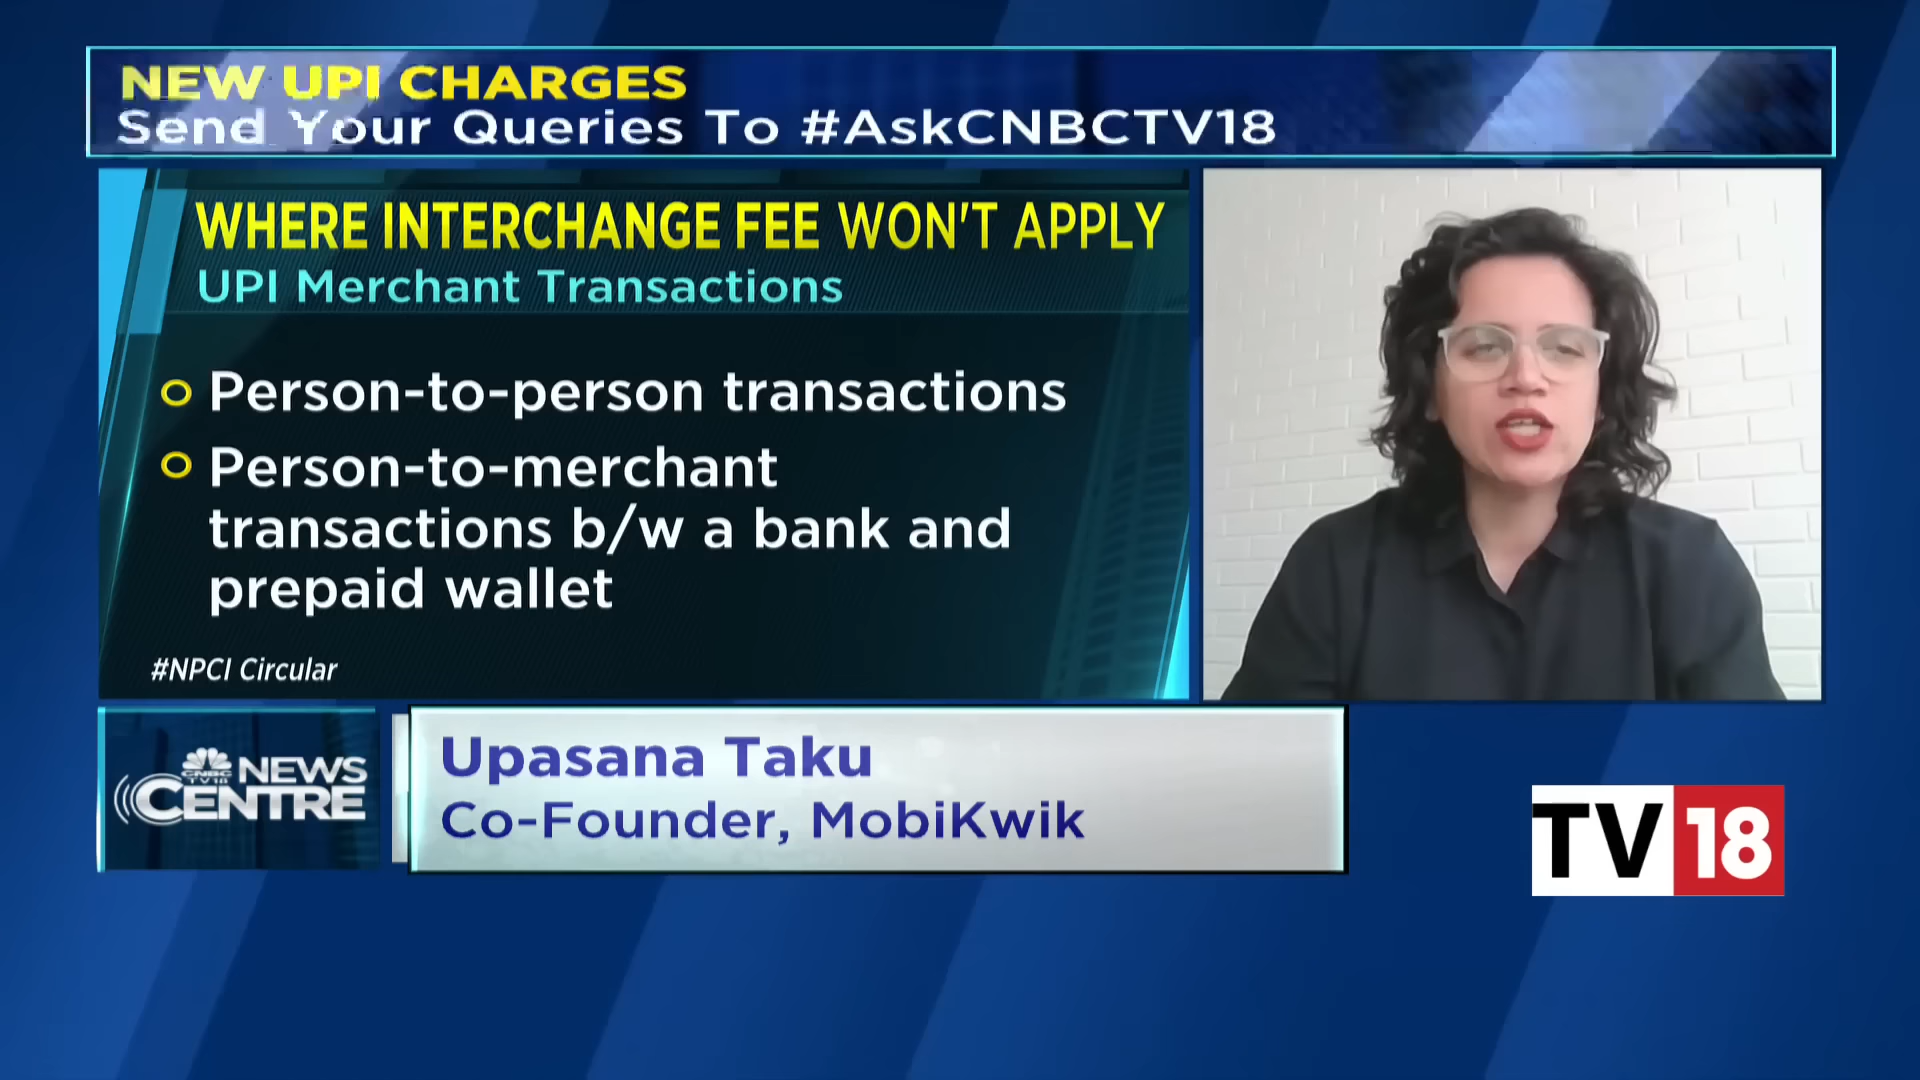 NEW UPI CHARGES
Send Your Queries To #AskCNBCTV18
WHERE INTERCHANGE FEE WON'T APPLY
UPI Merchant Transactions
Person-to-person transactions
Person-to-merchant
transactions b/w a bank and
prepaid wallet
#NPCI Circular
CNBC
TV18
NEWS
CENTRE
Upasana Taku
Co-Founder, MobiKwik
TV18